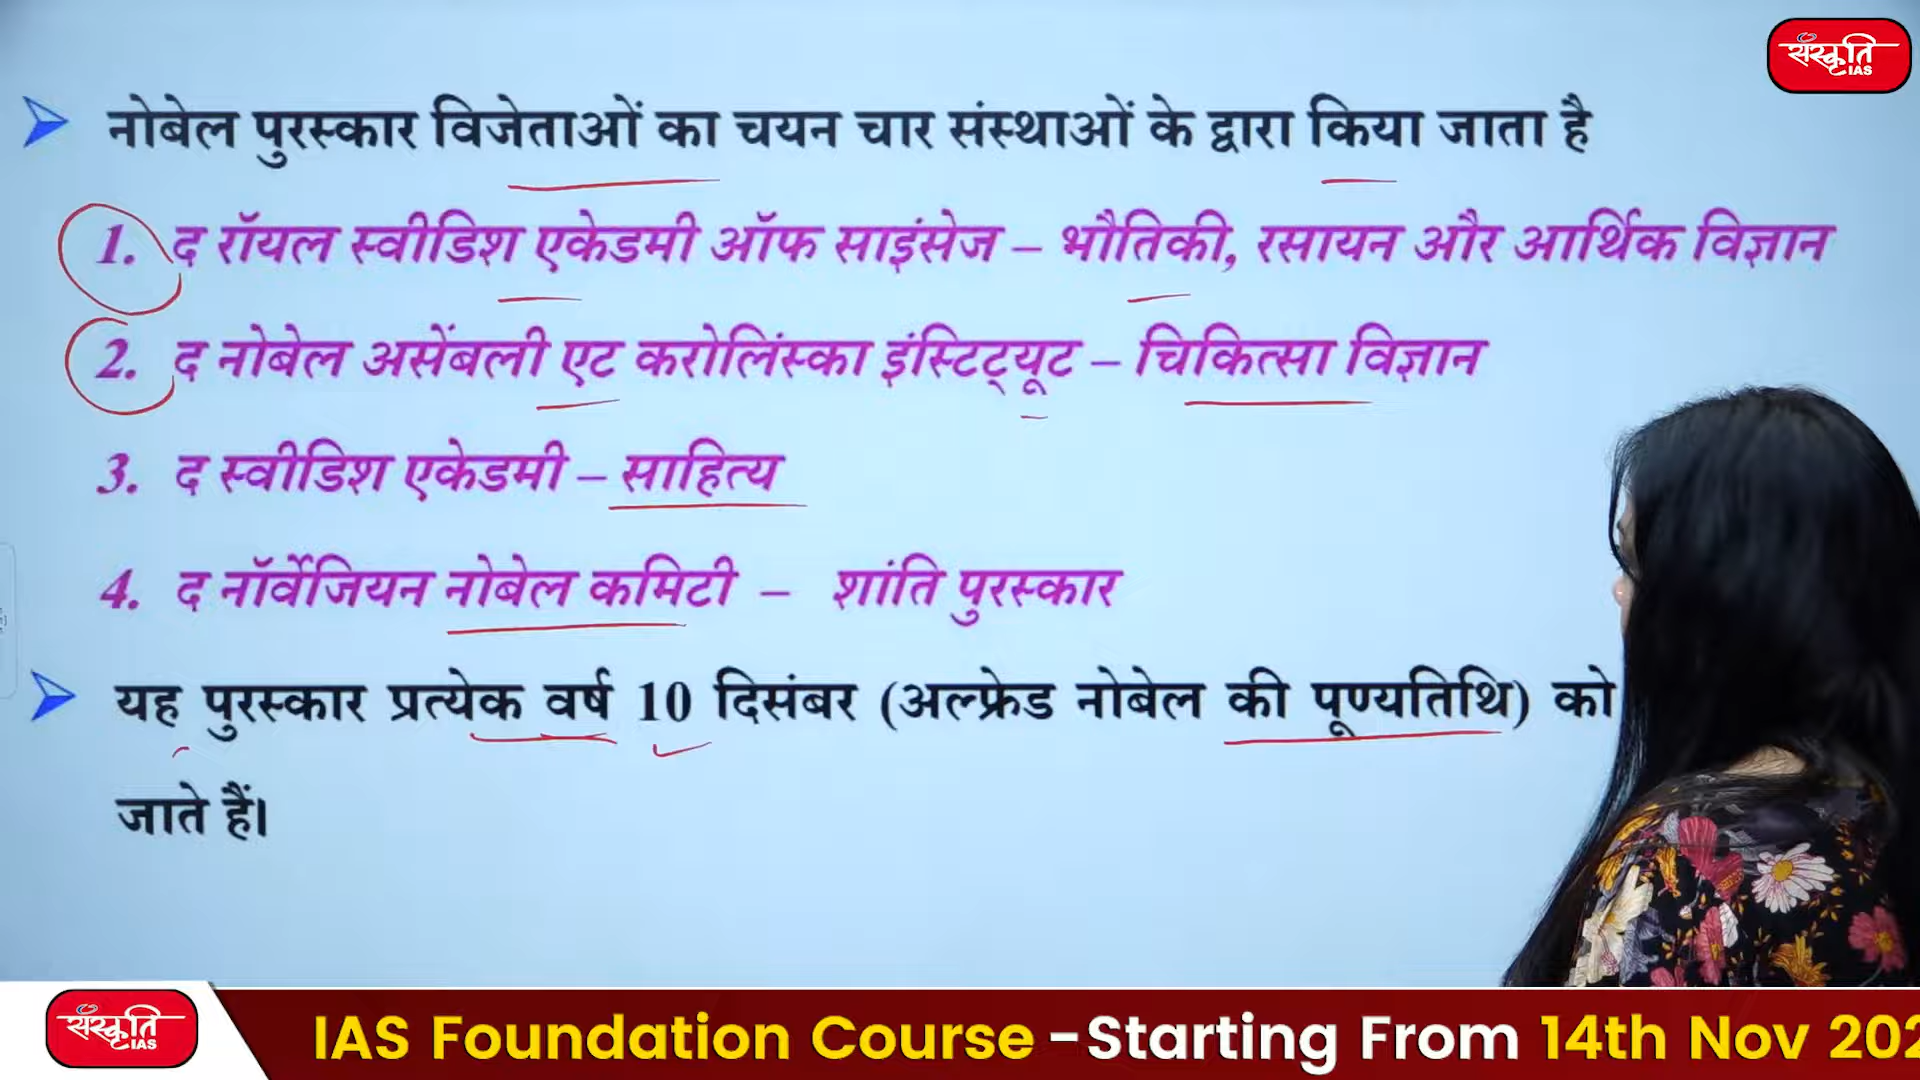 संस्कृति
IAS
नोबेल पुरस्कार विजेताओं का चयन चार संस्थाओं के द्वारा किया जाता है
1. द रॉयल स्वीडिश एकेडमी ऑफ साइंसेज – भौतिकी, रसायन और आर्थिक विज्ञान
2. द नोबेल असेंबली एट करोलिंस्का इंस्टिट्यूट – चिकित्सा विज्ञान
3. द स्वीडिश एकेडमी – साहित्य
4. द नॉर्वेजियन नोबेल कमिटी – शांति पुरस्कार
यह पुरस्कार प्रत्येक वर्ष 10 दिसंबर (अल्फ्रेड नोबेल की पूण्यतिथि) को
जाते हैं।
संस्कृति
IAS
IAS Foundation Course - Starting From 14th Nov 202